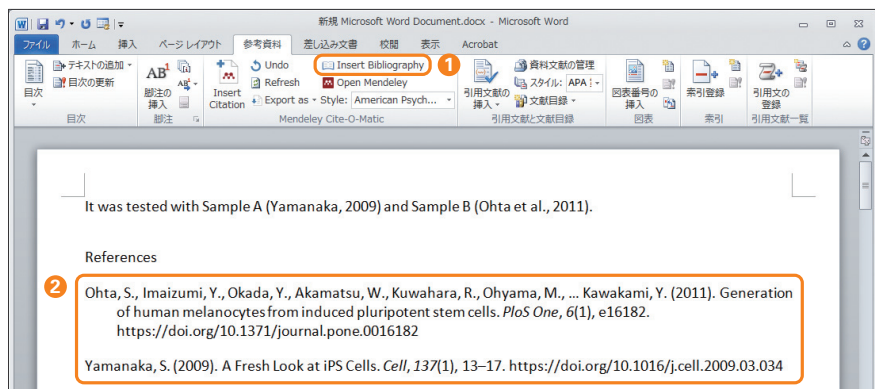 新規 Microsoft Word Document.docx - Microsoft Word
ファイル ホーム 挿入 ページ レイアウト 参考資料 差し込み文書 校閲 表示 Acrobat
目次
テキストの追加
目次の更新
目次
AB¹
脚注の
挿入
脚注
Insert
Citation
Undo
Refresh
Export as
Insert Bibliography
1
Open Mendeley
Style: American Psych...
Mendeley Cite-O-Matic
引用文献の
挿入
資料文献の管理
スタイル: APA
文献目録
引用文献と文献目録
図表番号の
挿入
図表
索引登録
索引
引用文の
登録
引用文献一覧
It was tested with Sample A (Yamanaka, 2009) and Sample B (Ohta et al., 2011).
References
2
Ohta, S., Imaizumi, Y., Okada, Y., Akamatsu, W., Kuwahara, R., Ohyama, M., ... Kawakami, Y. (2011). Generation
of human melanocytes from induced pluripotent stem cells. PloS One, 6(1), e16182.
https://doi.org/10.1371/journal.pone.0016182
Yamanaka, S. (2009). A Fresh Look at iPS Cells. Cell, 137(1), 13–17. https://doi.org/10.1016/j.cell.2009.03.034